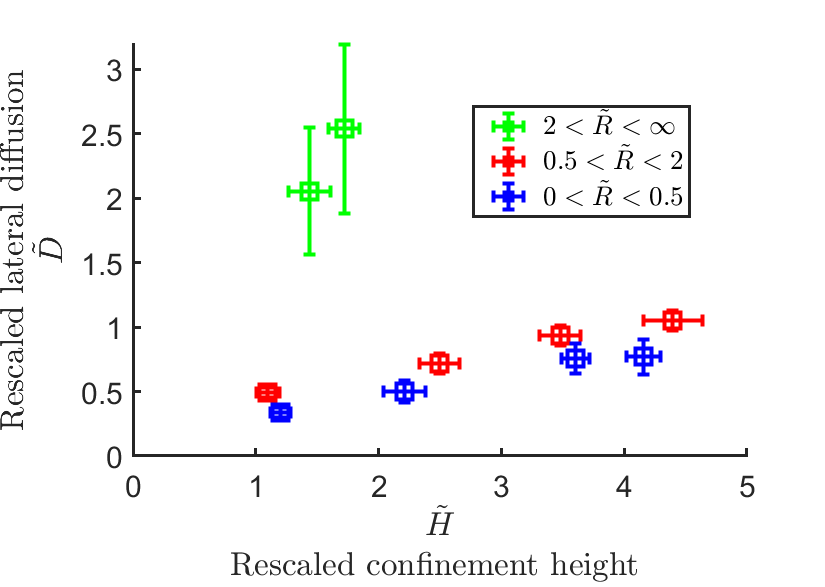 Rescaled lateral diffusion
D̃
3
2.5
2
1.5
1
0.5
0
0 1 2 3 4 5
2 < R̃ < ∞
0.5 < R̃ < 2
0 < R̃ < 0.5
H̃
Rescaled confinement height